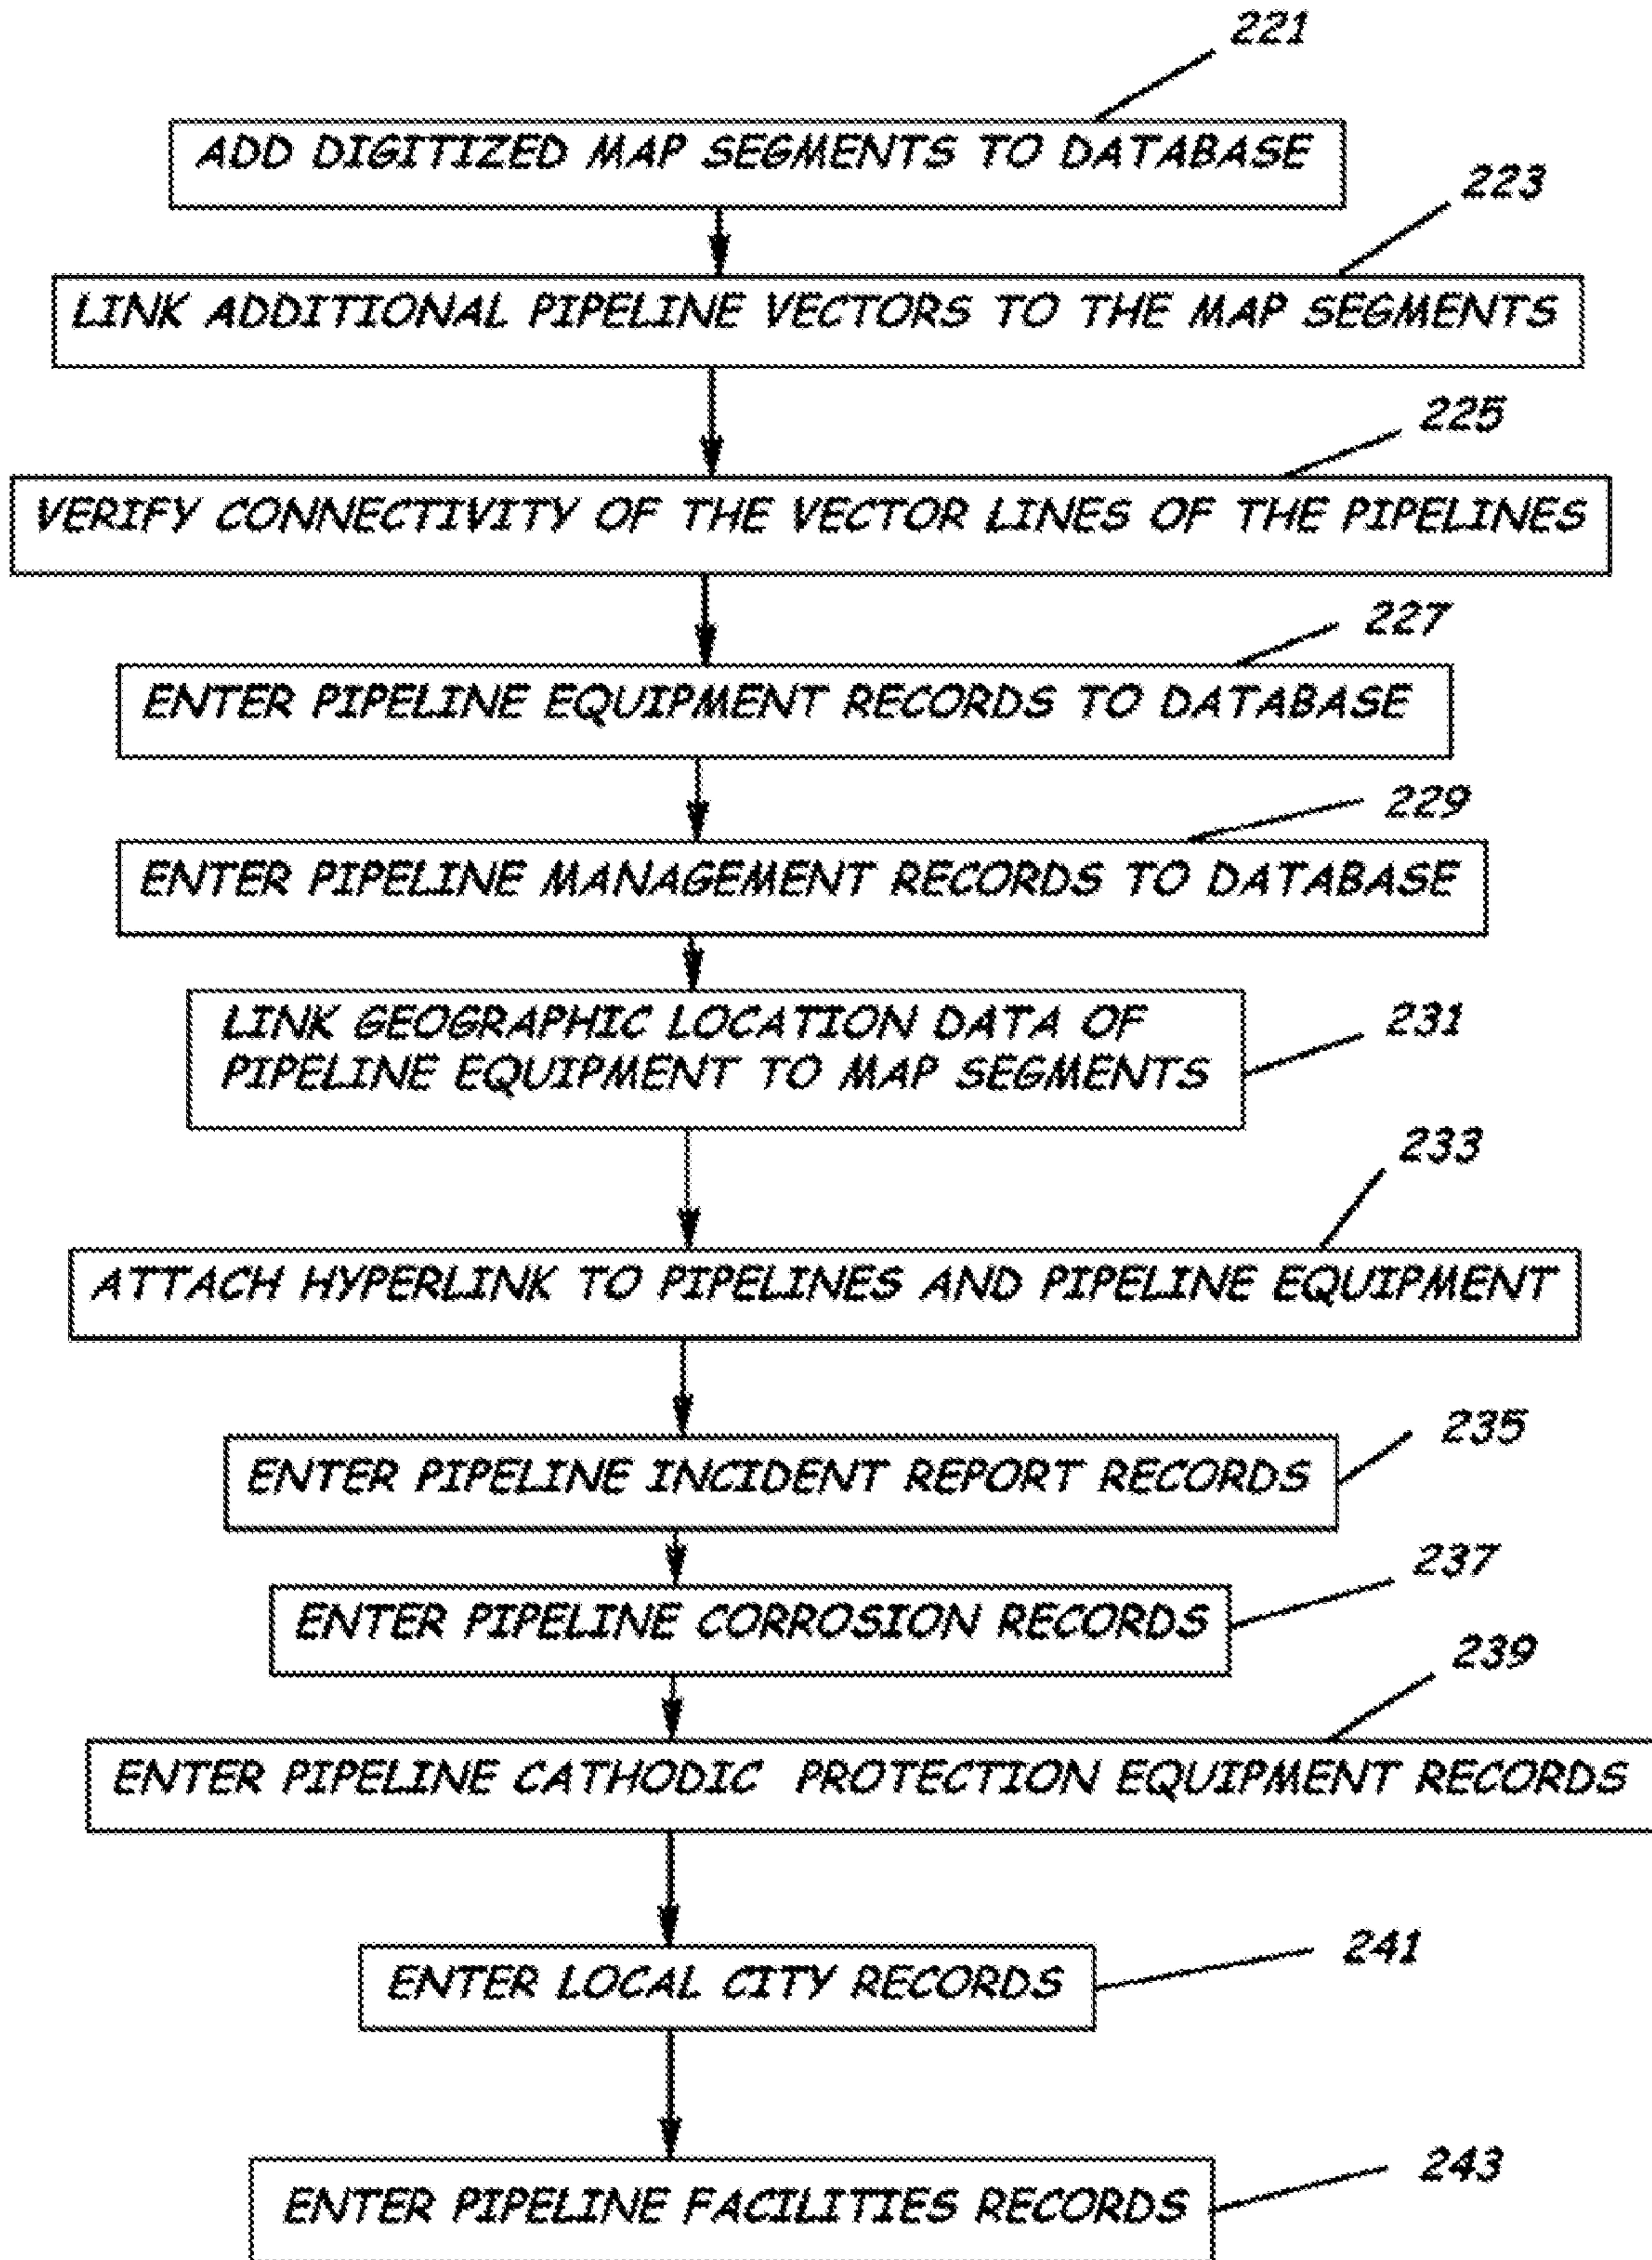 221
ADD DIGITIZED MAP SEGMENTS TO DATABASE
223
LINK ADDITIONAL PIPELINE VECTORS TO THE MAP SEGMENTS
225
VERIFY CONNECTIVITY OF THE VECTOR LINES OF THE PIPELINES
227
ENTER PIPELINE EQUIPMENT RECORDS TO DATABASE
229
ENTER PIPELINE MANAGEMENT RECORDS TO DATABASE
231
LINK GEOGRAPHIC LOCATION DATA OF
PIPELINE EQUIPMENT TO MAP SEGMENTS
233
ATTACH HYPERLINK TO PIPELINES AND PIPELINE EQUIPMENT
235
ENTER PIPELINE INCIDENT REPORT RECORDS
237
ENTER PIPELINE CORROSION RECORDS
239
ENTER PIPELINE CATHODIC PROTECTION EQUIPMENT RECORDS
241
ENTER LOCAL CITY RECORDS
243
ENTER PIPELINE FACILITIES RECORDS